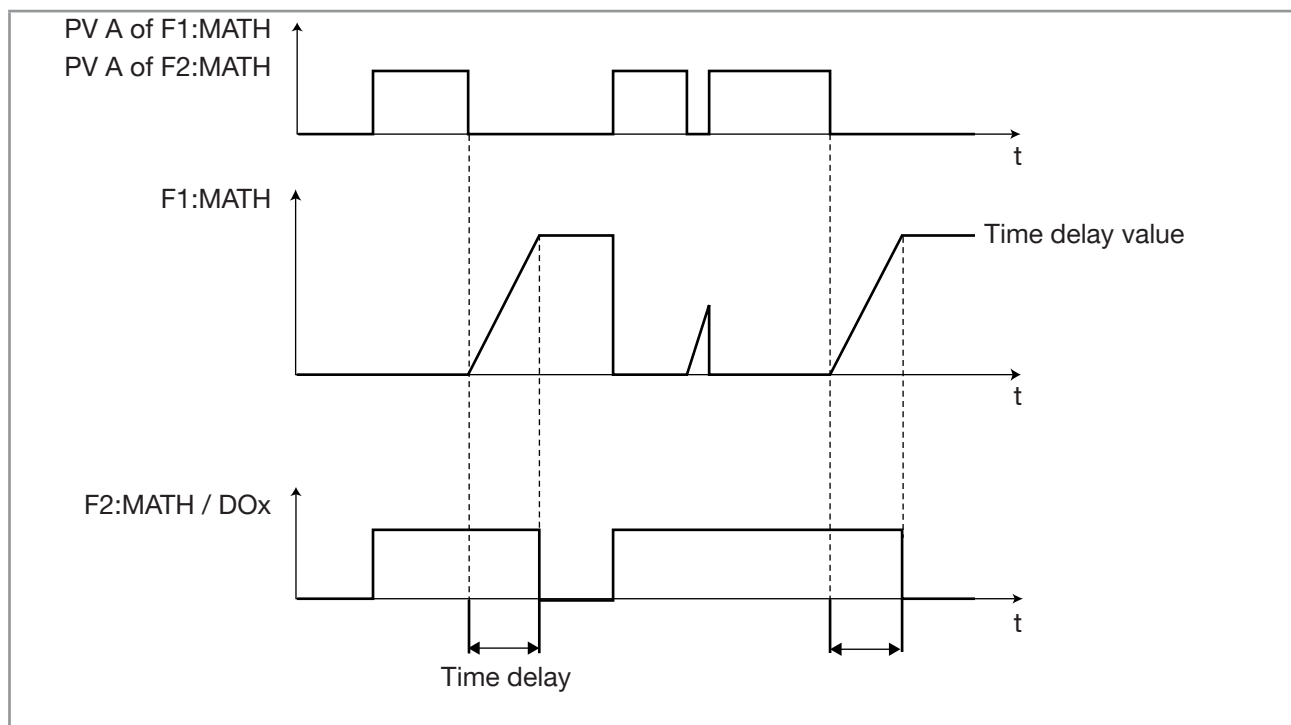 PV A of F1:MATH
PV A of F2:MATH
t
F1:MATH
Time delay value
t
F2:MATH / DOx
t
Time delay